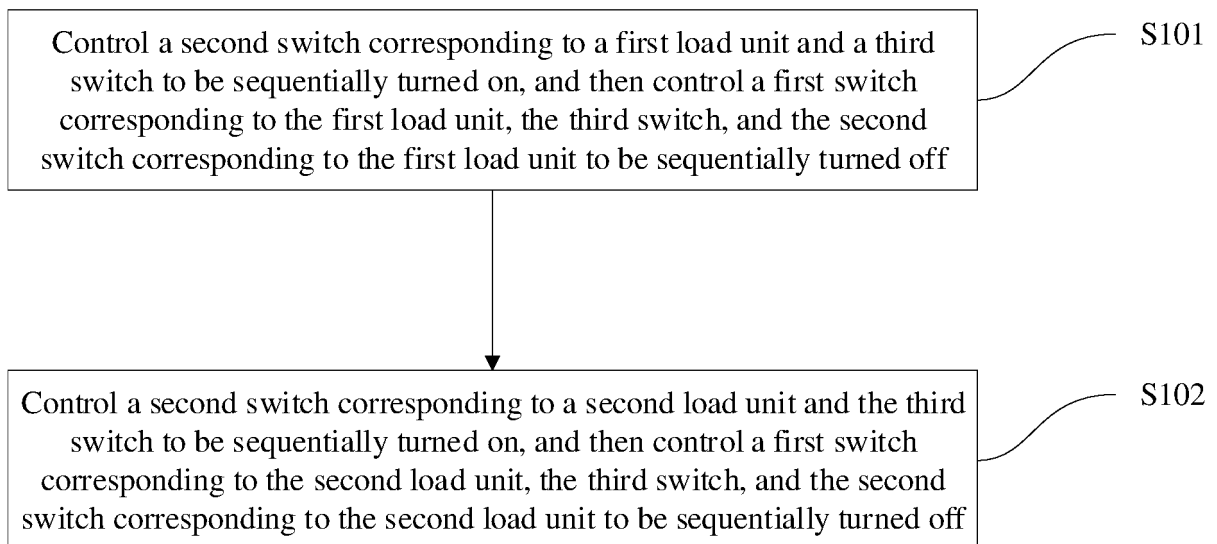 Control a second switch corresponding to a first load unit and a third
switch to be sequentially turned on, and then control a first switch
corresponding to the first load unit, the third switch, and the second
switch corresponding to the first load unit to be sequentially turned off
S101
Control a second switch corresponding to a second load unit and the third
switch to be sequentially turned on, and then control a first switch
corresponding to the second load unit, the third switch, and the second
switch corresponding to the second load unit to be sequentially turned off
S102